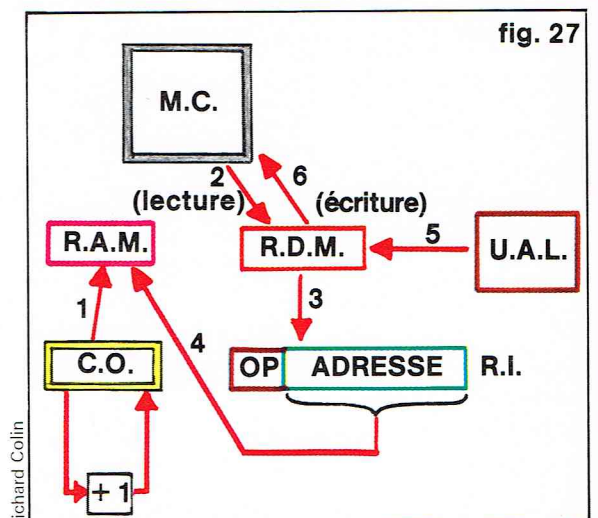 fig. 27
M.C.
2
6
(lecture)
(écriture)
R.A.M.
R.D.M.
5
U.A.L.
1
3
4
C.O.
OP
ADRESSE
R.I.
+ 1
ichard Colin